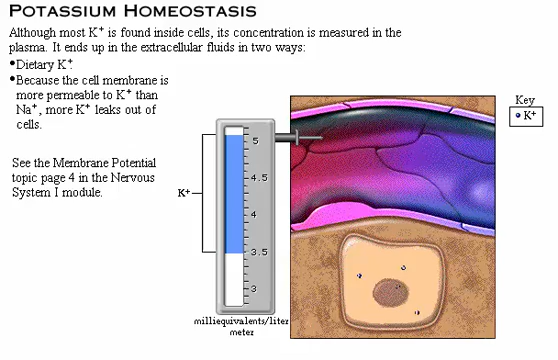 POTASSIUM HOMEOSTASIS
Although most K+ is found inside cells, its concentration is measured in the
plasma. It ends up in the extracellular fluids in two ways:
•Dietary K+.
•Because the cell membrane is
more permeable to K+ than
Na+, more K+ leaks out of
cells.
See the Membrane Potential
topic page 4 in the Nervous
System I module.
Key
K+
K+
5
4.5
4
3.5
3
milliequivalents/liter
meter